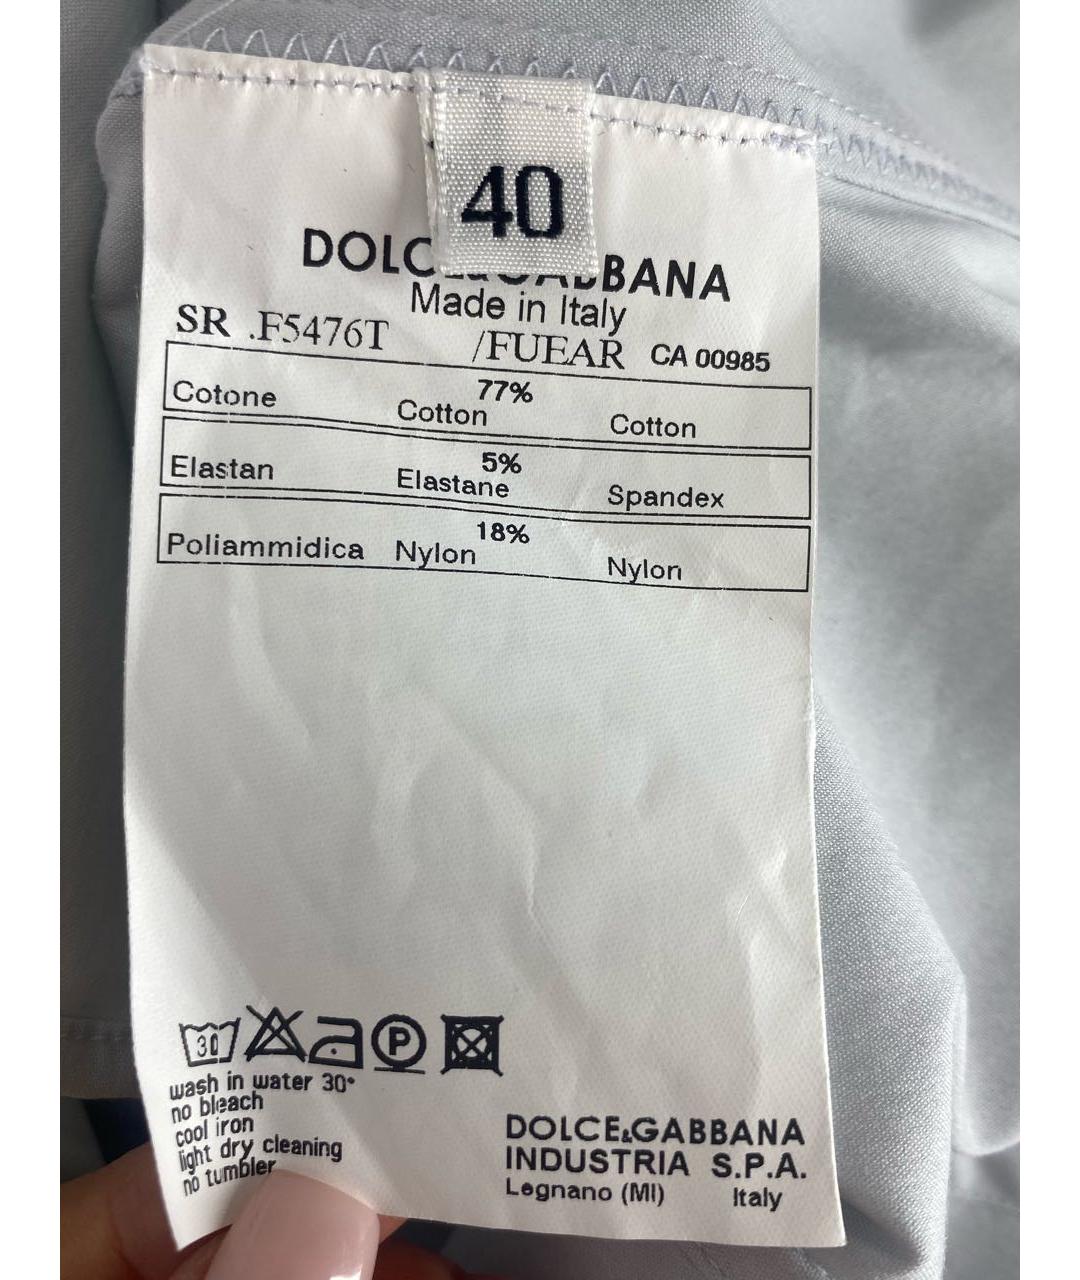 40
DOLCE&GABBANA
Made in Italy
SR .F5476T /FUEAR CA 00985
77%
Cotone Cotton Cotton
5%
Elastan Elastane Spandex
18%
Poliammidica Nylon Nylon
30 P
wash in water 30°
no bleach
cool iron
light dry cleaning
no tumbler
DOLCE&GABBANA
INDUSTRIA S.P.A.
Legnano (MI) Italy